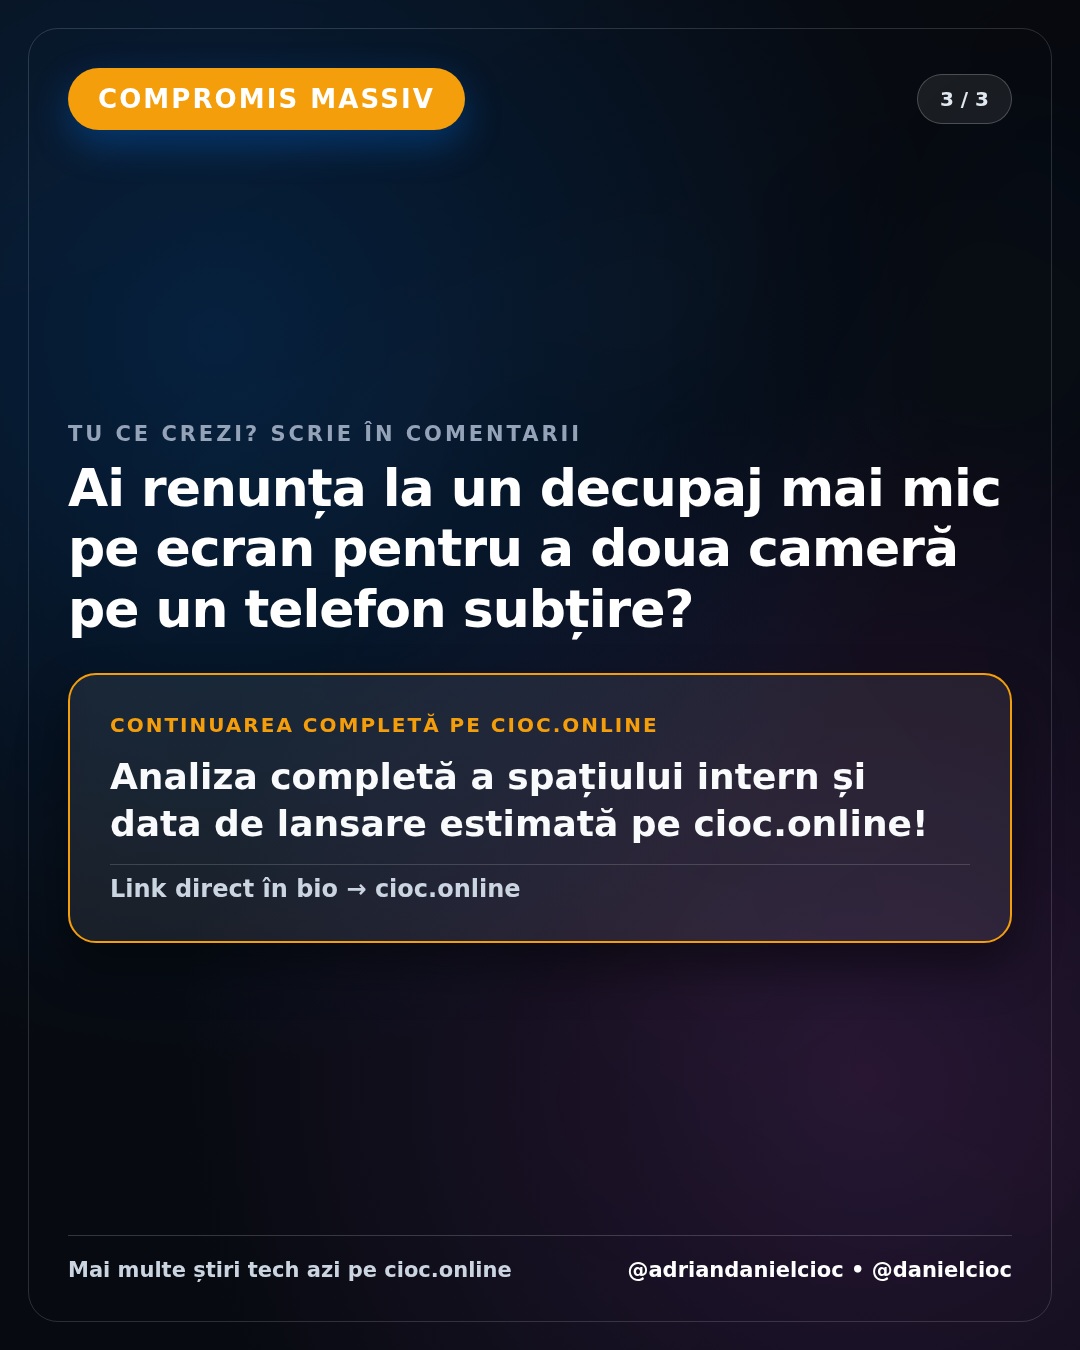 COMPROMIS MASSIV
3 / 3
TU CE CREZI? SCRIE ÎN COMENTARII
Ai renunța la un decupaj mai mic
pe ecran pentru a doua cameră
pe un telefon subțire?
CONTINUAREA COMPLETĂ PE CIOC.ONLINE
Analiza completă a spațiului intern și
data de lansare estimată pe cioc.online!
Link direct în bio → cioc.online
Mai multe știri tech azi pe cioc.online
@adriandanielcioc • @danielcioc